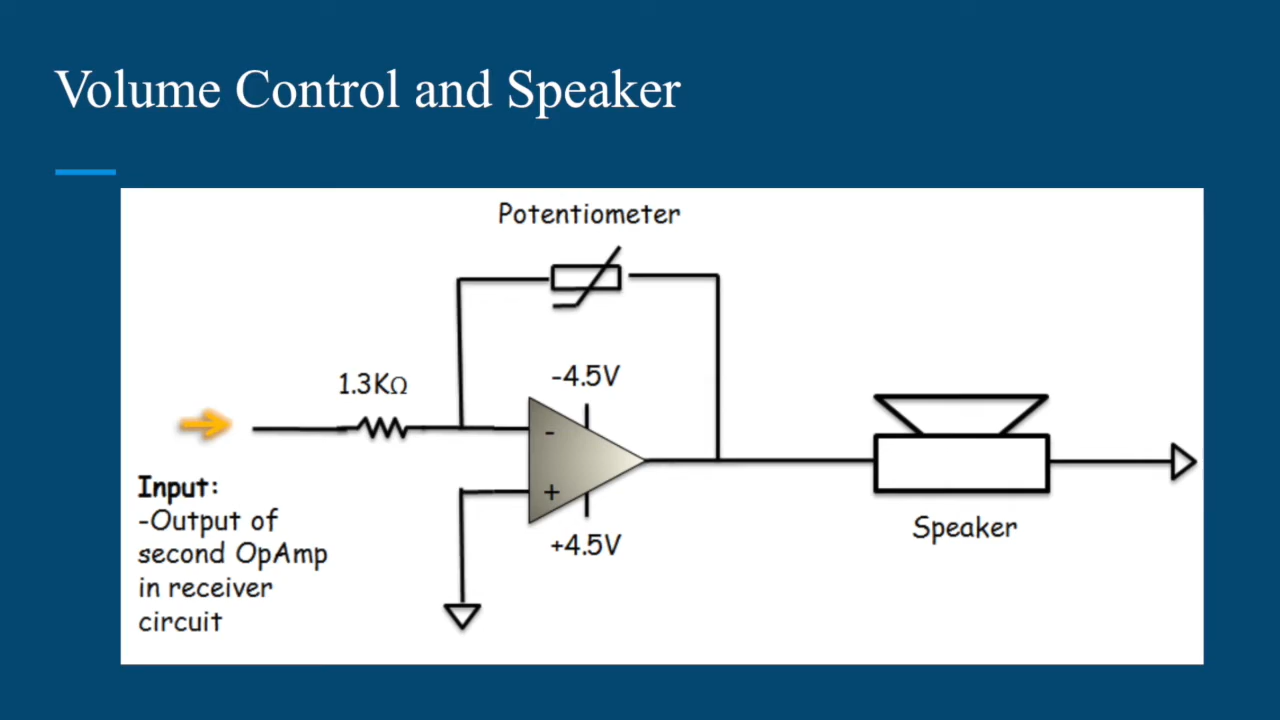 Volume Control and Speaker
Potentiometer
1.3KΩ
-4.5V
-
+
+4.5V
Input:
-Output of
second OpAmp
in receiver
circuit
Speaker